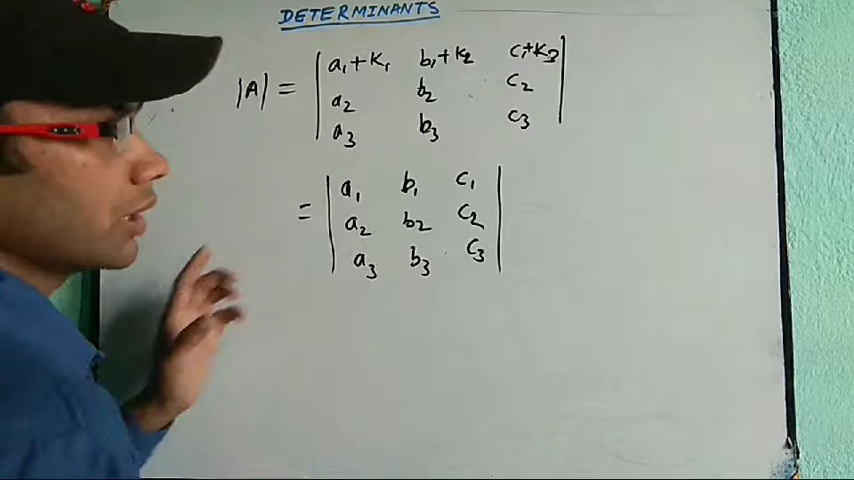 DETERMINANTS
|A| = | a₁+K₁ b₁+K₂ c₁+K₃ |
| a₂ b₂ c₂ |
| a₃ b₃ c₃ |
= | a₁ b₁ c₁ |
| a₂ b₂ c₂ |
| a₃ b₃ c₃ |